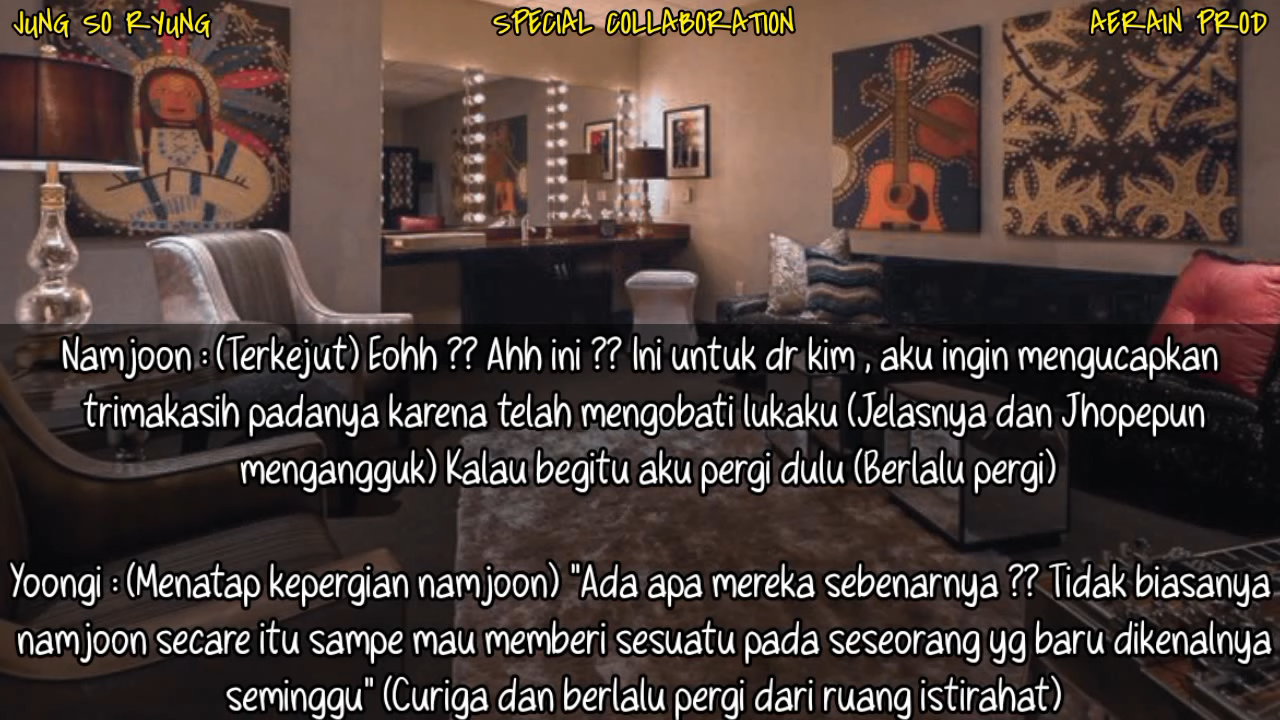 JUNG SO RYUNG
SPECIAL COLLABORATION
AERAIN PROD
Namjoon : (Terkejut) Eohh ?? Ahh ini ?? Ini untuk dr kim , aku ingin mengucapkan
trimakasih padanya karena telah mengobati lukaku (Jelasnya dan Jhopepun
mengangguk) Kalau begitu aku pergi dulu (Berlalu pergi)
Yoongi : (Menatap kepergian namjoon) "Ada apa mereka sebenarnya ?? Tidak biasanya
namjoon secare itu sampe mau memberi sesuatu pada seseorang yg baru dikenalnya
seminggu" (Curiga dan berlalu pergi dari ruang istirahat)